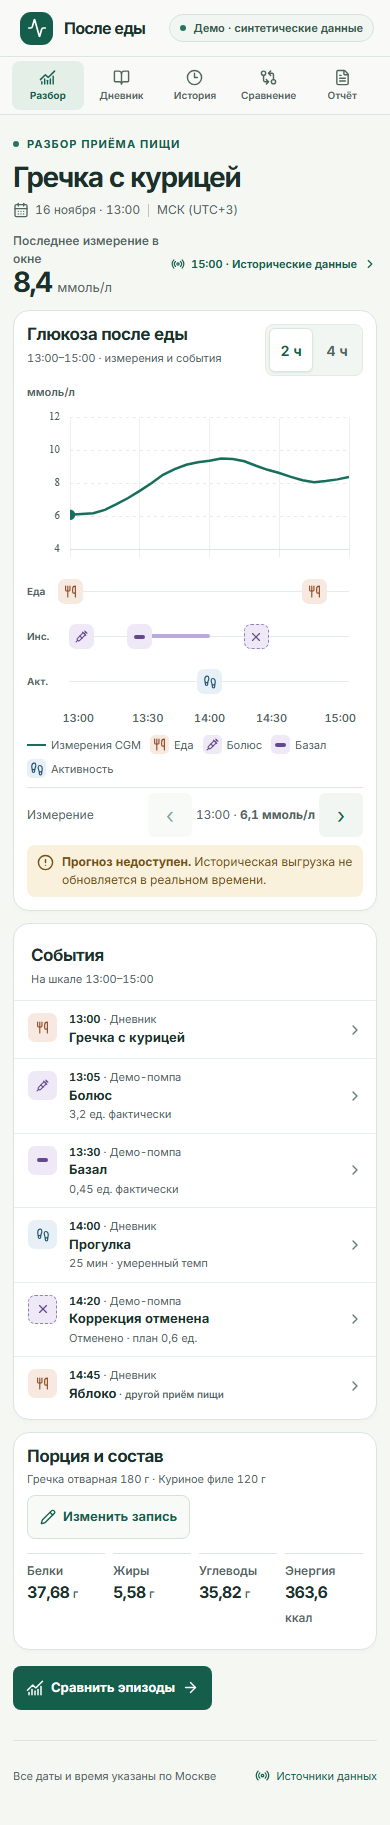 После еды
Демо · синтетические данные
Разбор
Дневник
История
Сравнение
Отчёт
РАЗБОР ПРИЁМА ПИЩИ
Гречка с курицей
16 ноября · 13:00 | МСК (UTC+3)
Последнее измерение в
окне
8,4 ммоль/л
15:00 · Исторические данные
Глюкоза после еды
13:00–15:00 · измерения и события
2 ч
4 ч
ммоль/л
12
10
8
6
4
Еда
Инс.
Акт.
13:00 13:30 14:00 14:30 15:00
Измерения CGM Еда Болюс Базал
Активность
Измерение
13:00 · 6,1 ммоль/л
Прогноз недоступен. Историческая выгрузка не
обновляется в реальном времени.
События
На шкале 13:00–15:00
13:00 · Дневник
Гречка с курицей
13:05 · Демо-помпа
Болюс
3,2 ед. фактически
13:30 · Демо-помпа
Базал
0,45 ед. фактически
14:00 · Дневник
Прогулка
25 мин · умеренный темп
14:20 · Демо-помпа
Коррекция отменена
Отменено · план 0,6 ед.
14:45 · Дневник
Яблоко · другой приём пищи
Порция и состав
Гречка отварная 180 г · Куриное филе 120 г
Изменить запись
Белки Жиры Углеводы Энергия
37,68 г 5,58 г 35,82 г 363,6
ккал
Сравнить эпизоды
Все даты и время указаны по Москве
Источники данных